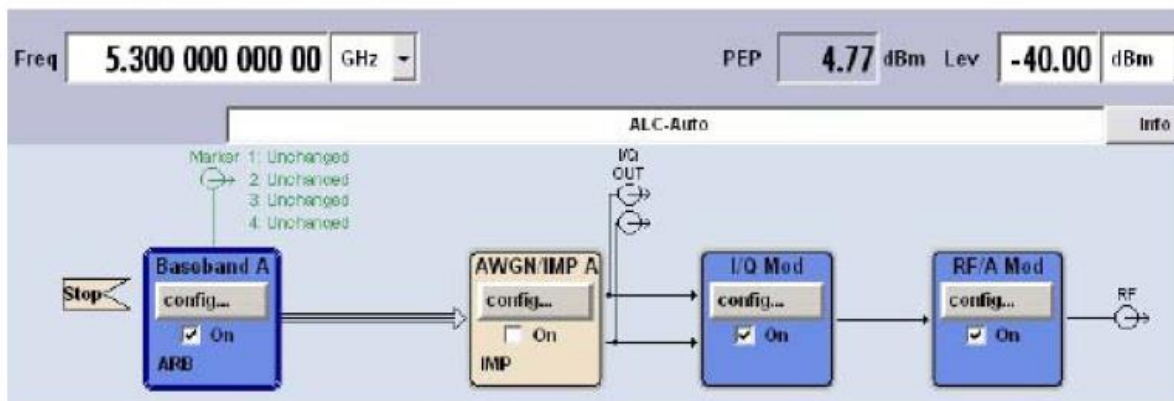 Freq 5.300 000 000 00 GHz PEP 4.77 dBm Lev -40.00 dBm
ALC-Auto Info
Marker 1: Unchanged
2: Unchanged
3: Unchanged
4: Unchanged
I/Q
OUT
Baseband A
config...
On
ARB
Stop
AWGN/IMP A
config...
On
IMP
I/Q Mod
config...
On
RF/A Mod
config...
On
RF